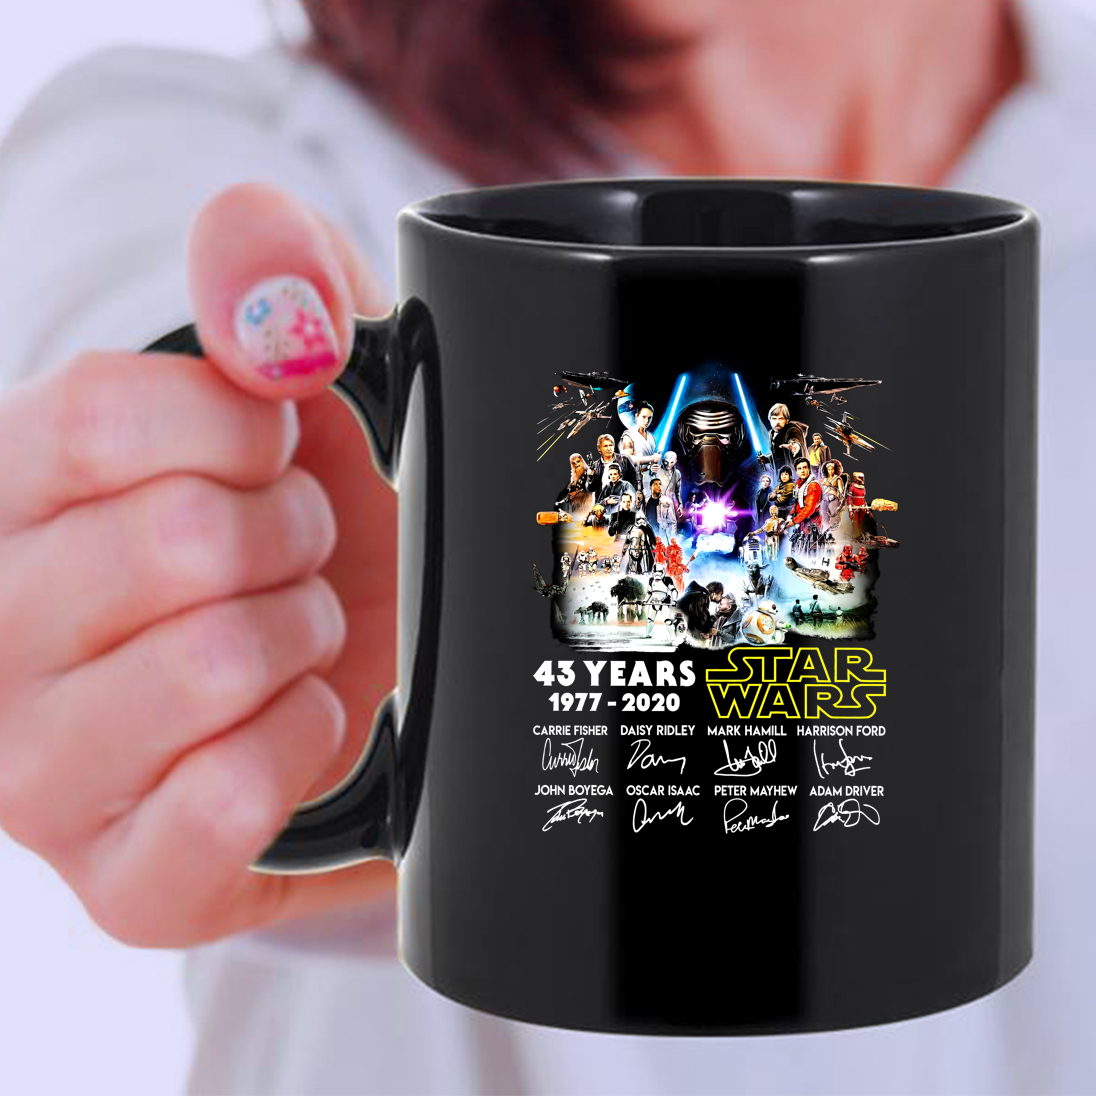 43 YEARS
1977 - 2020
STAR
WARS
CARRIE FISHER DAISY RIDLEY MARK HAMILL HARRISON FORD
JOHN BOYEGA OSCAR ISAAC PETER MAYHEW ADAM DRIVER